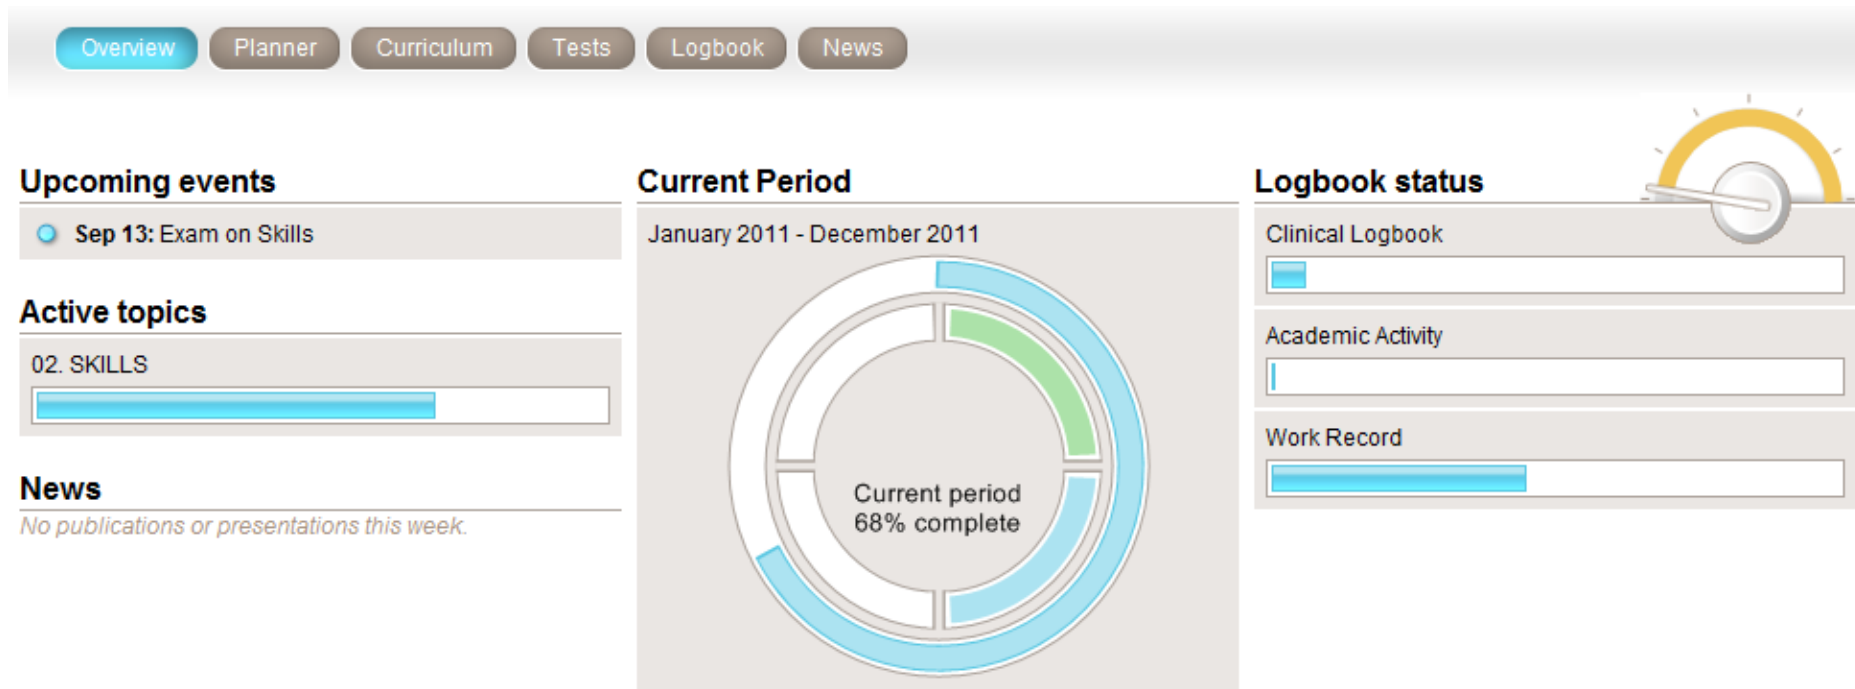 Overview
Planner
Curriculum
Tests
Logbook
News
Upcoming events
Sep 13: Exam on Skills
Active topics
02. SKILLS
News
No publications or presentations this week.
Current Period
January 2011 - December 2011
Current period
68% complete
Logbook status
Clinical Logbook
Academic Activity
Work Record